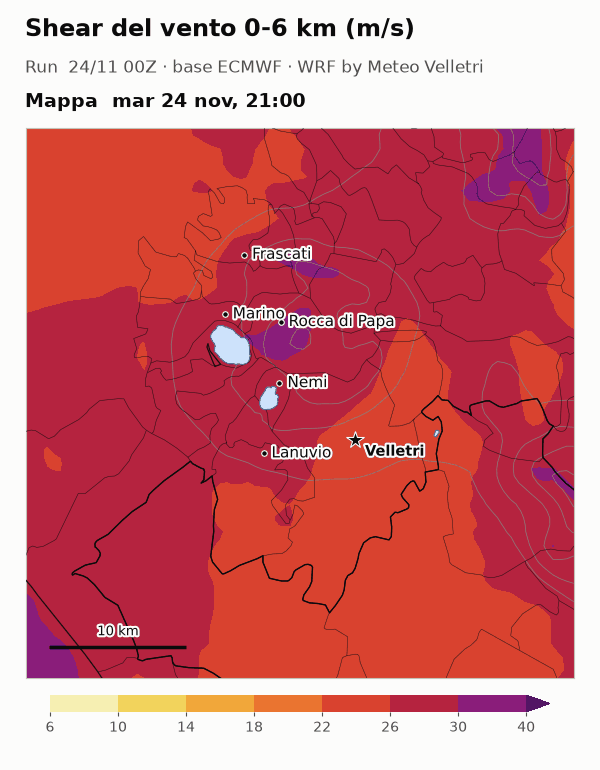 Shear del vento 0-6 km (m/s)
Run 24/11 00Z · base ECMWF · WRF by Meteo Velletri
Mappa mar 24 nov, 21:00
Frascati
Marino
Rocca di Papa
Nemi
Velletri
Lanuvio
10 km
6 10 14 18 22 26 30 40